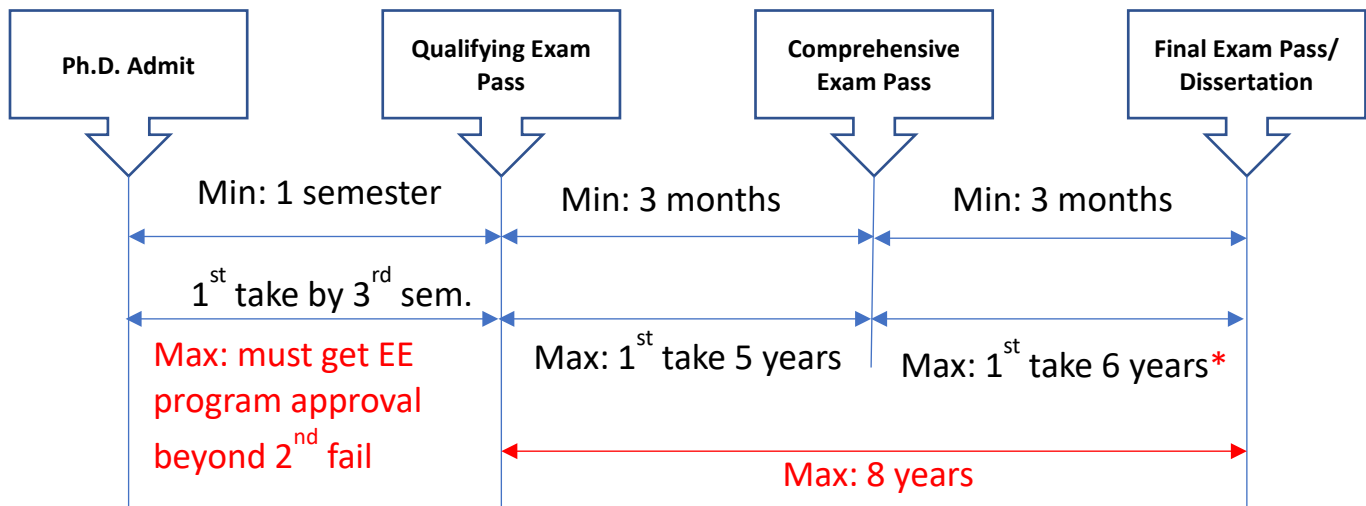 Ph.D. Admit
Qualifying Exam
Pass
Comprehensive
Exam Pass
Final Exam Pass/
Dissertation
Min: 1 semester
Min: 3 months
Min: 3 months
1st take by 3rd sem.
Max: must get EE
program approval
beyond 2nd fail
Max: 1st take 5 years
Max: 1st take 6 years*
Max: 8 years